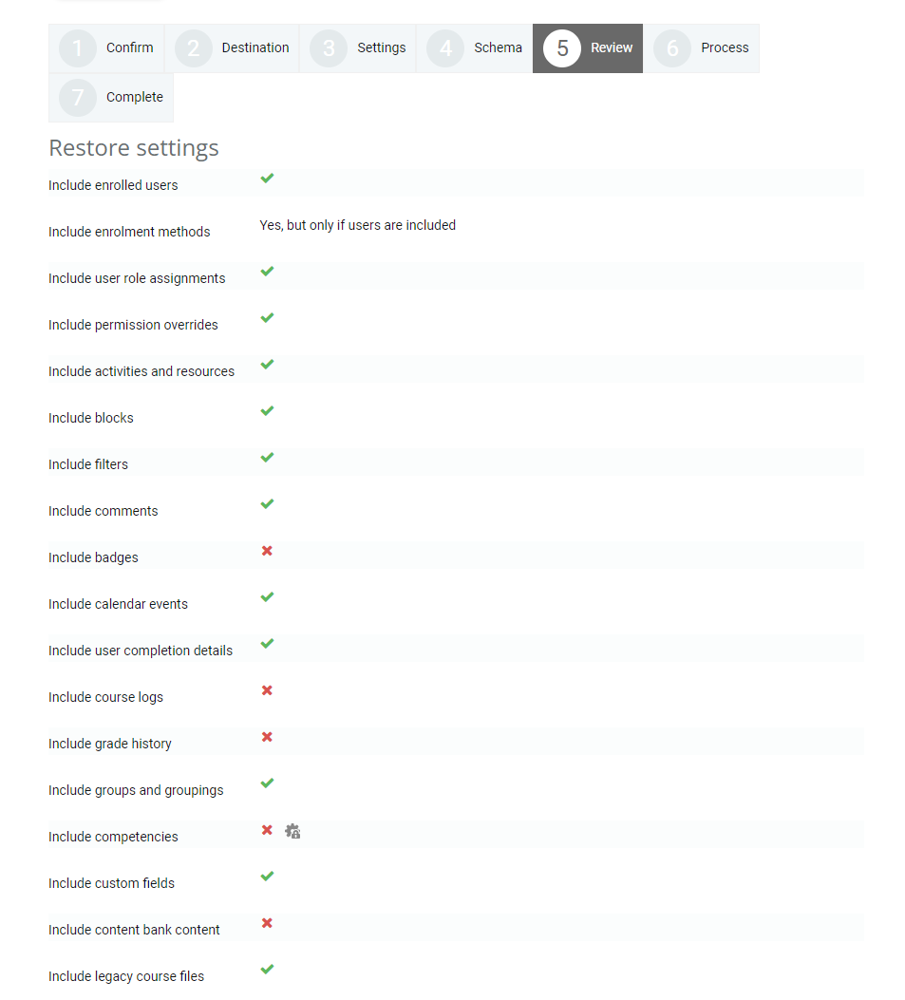 1 Confirm 2 Destination 3 Settings 4 Schema 5 Review 6 Process
7 Complete
Restore settings
Include enrolled users
Include enrolment methods Yes, but only if users are included
Include user role assignments
Include permission overrides
Include activities and resources
Include blocks
Include filters
Include comments
Include badges
Include calendar events
Include user completion details
Include course logs
Include grade history
Include groups and groupings
Include competencies
Include custom fields
Include content bank content
Include legacy course files